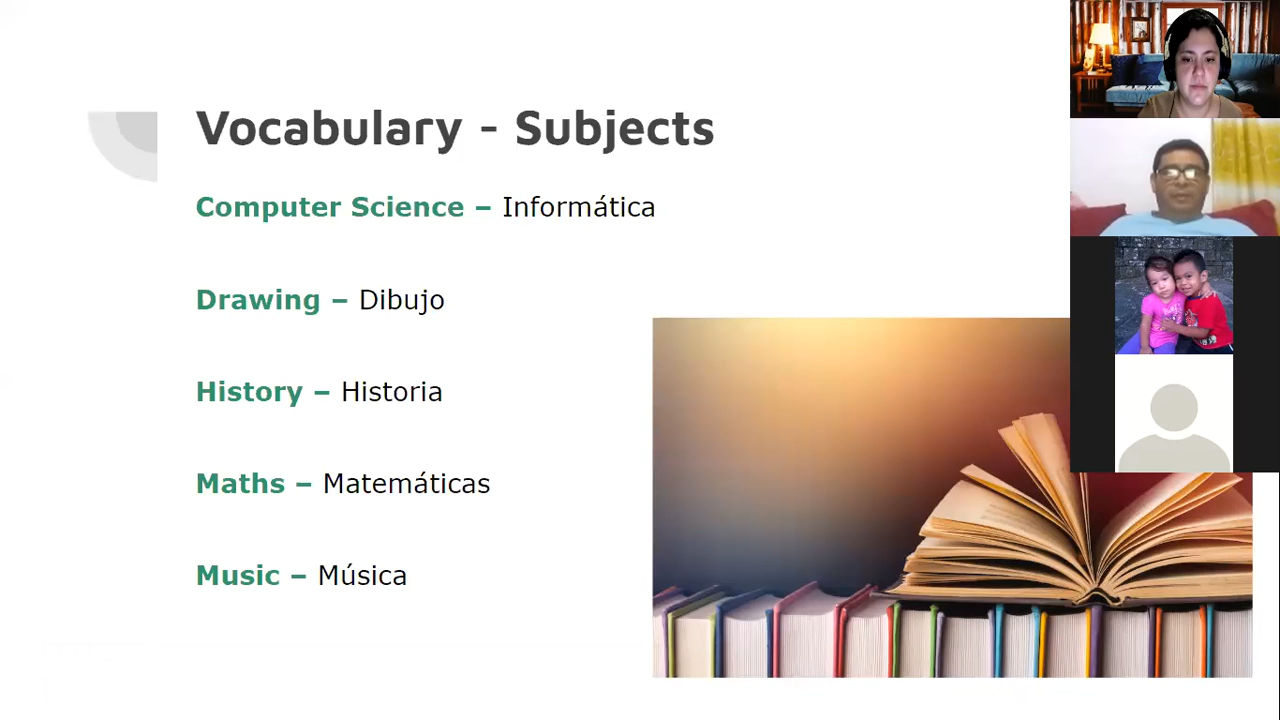 Vocabulary - Subjects
Computer Science – Informática
Drawing – Dibujo
History – Historia
Maths – Matemáticas
Music – Música